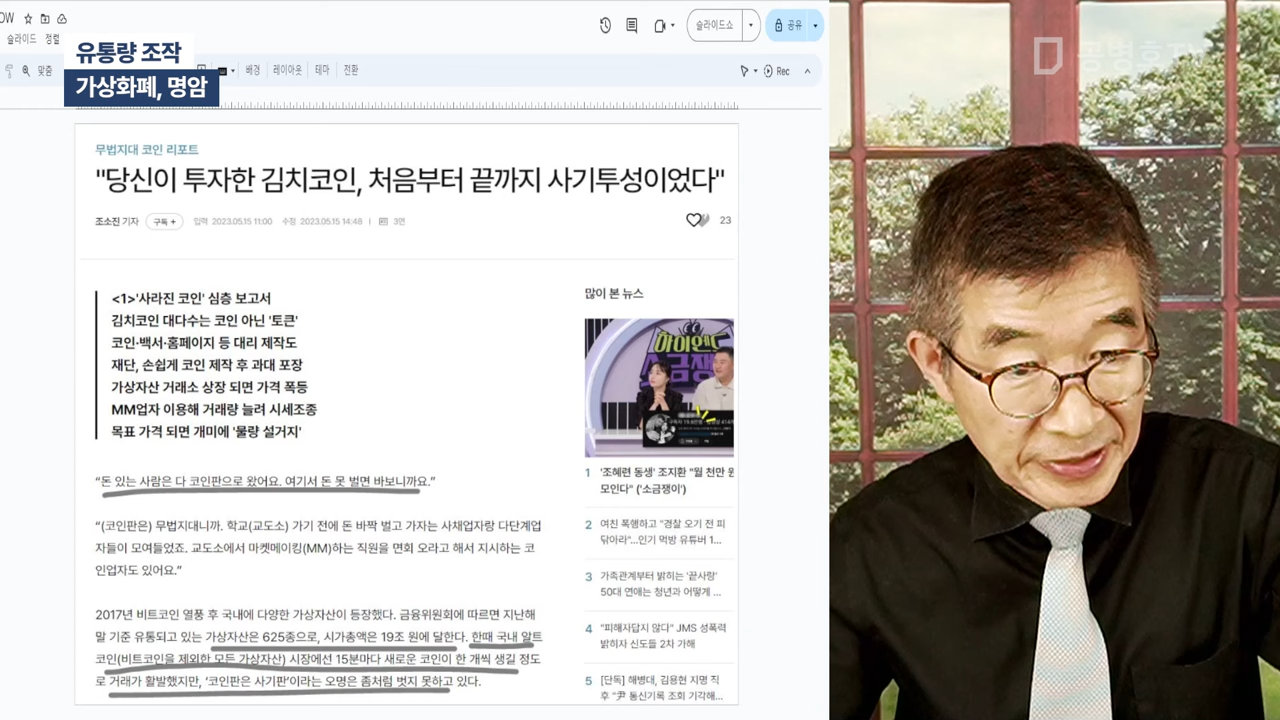 OW
슬라이드 정렬
슬라이드쇼
공유
유통량 조작
가상화폐, 명암
맞춤
배경 레이아웃 테마 전환
Rec
무법지대 코인 리포트
"당신이 투자한 김치코인, 처음부터 끝까지 사기투성이었다"
조소진 기자 구독 + 입력 2023.05.15 11:00 수정 2023.05.15 14:48 3면
23
<1>'사라진 코인' 심층 보고서
김치코인 대다수는 코인 아닌 '토큰'
코인·백서·홈페이지 등 대리 제작도
재단, 손쉽게 코인 제작 후 과대 포장
가상자산 거래소 상장 되면 가격 폭등
MM업자 이용해 거래량 늘려 시세조종
목표 가격 되면 개미에 '물량 설거지'
“돈 있는 사람은 다 코인판으로 왔어요. 여기서 돈 못 벌면 바보니까요.”
“(코인판은) 무법지대니까. 학교(교도소) 가기 전에 돈 바짝 벌고 가자는 사채업자랑 다단계업
자들이 모여들었죠. 교도소에서 마켓메이킹(MM)하는 직원을 면회 오라고 해서 지시하는 코
인업자도 있어요.”
2017년 비트코인 열풍 후 국내에 다양한 가상자산이 등장했다. 금융위원회에 따르면 지난해
말 기준 유통되고 있는 가상자산은 625종으로, 시가총액은 19조 원에 달한다. 한때 국내 알트
코인(비트코인을 제외한 모든 가상자산) 시장에선 15분마다 새로운 코인이 한 개씩 생길 정도
로 거래가 활발했지만, ‘코인판은 사기판’이라는 오명은 좀처럼 벗지 못하고 있다.
많이 본 뉴스
하이엔드
소금쟁
1 '조혜련 동생' 조지환 "월 천만 원
모인다" ('소금쟁이')
2 여친 폭행하고 "경찰 오기 전 피
닦아라"...인기 먹방 유튜버 1...
3 가족관계부터 밝히는 '끝사랑'
50대 연애는 청년과 어떻게 ...
4 "피해자답지 않다" JMS 성폭력
밝히자 신도들 2차 가해
5 [단독] 해병대, 김용현 지명 직
후 "尹 통신기록 조회 기각해...
공병호